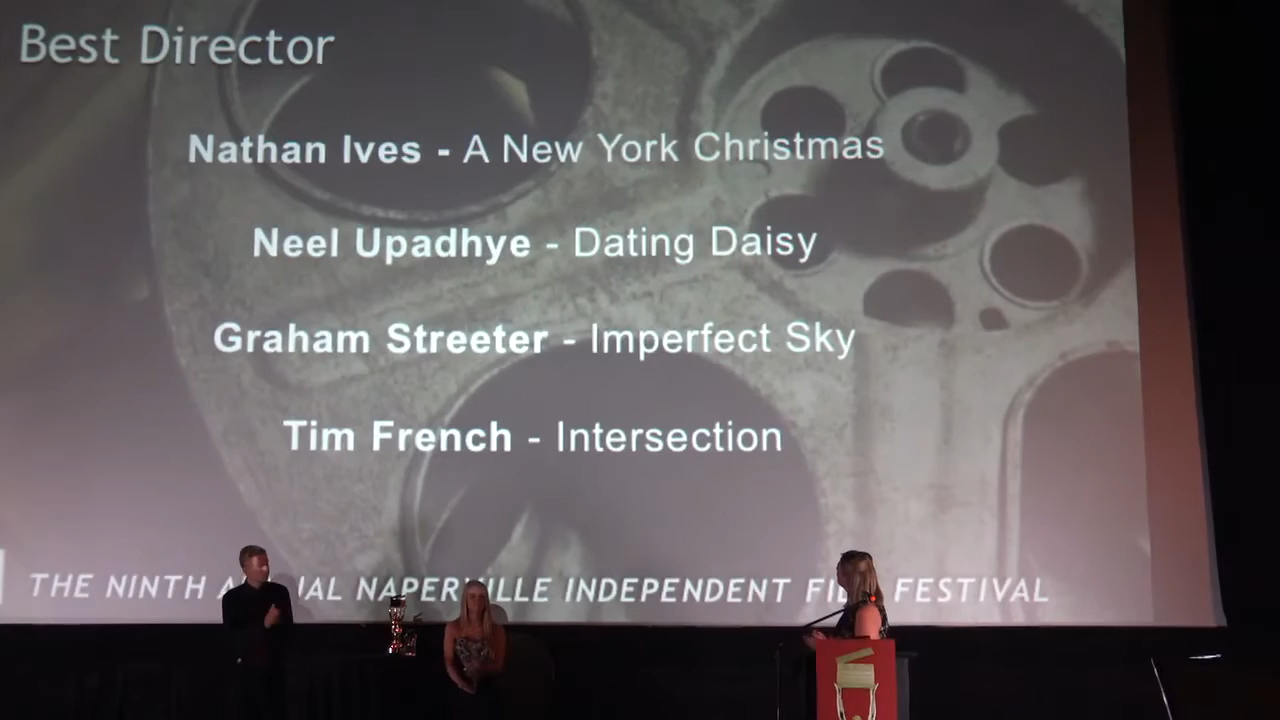 Best Director
Nathan Ives - A New York Christmas
Neel Upadhye - Dating Daisy
Graham Streeter - Imperfect Sky
Tim French - Intersection
THE NINTH NAPERVILLE INDEPENDENT FESTIVAL